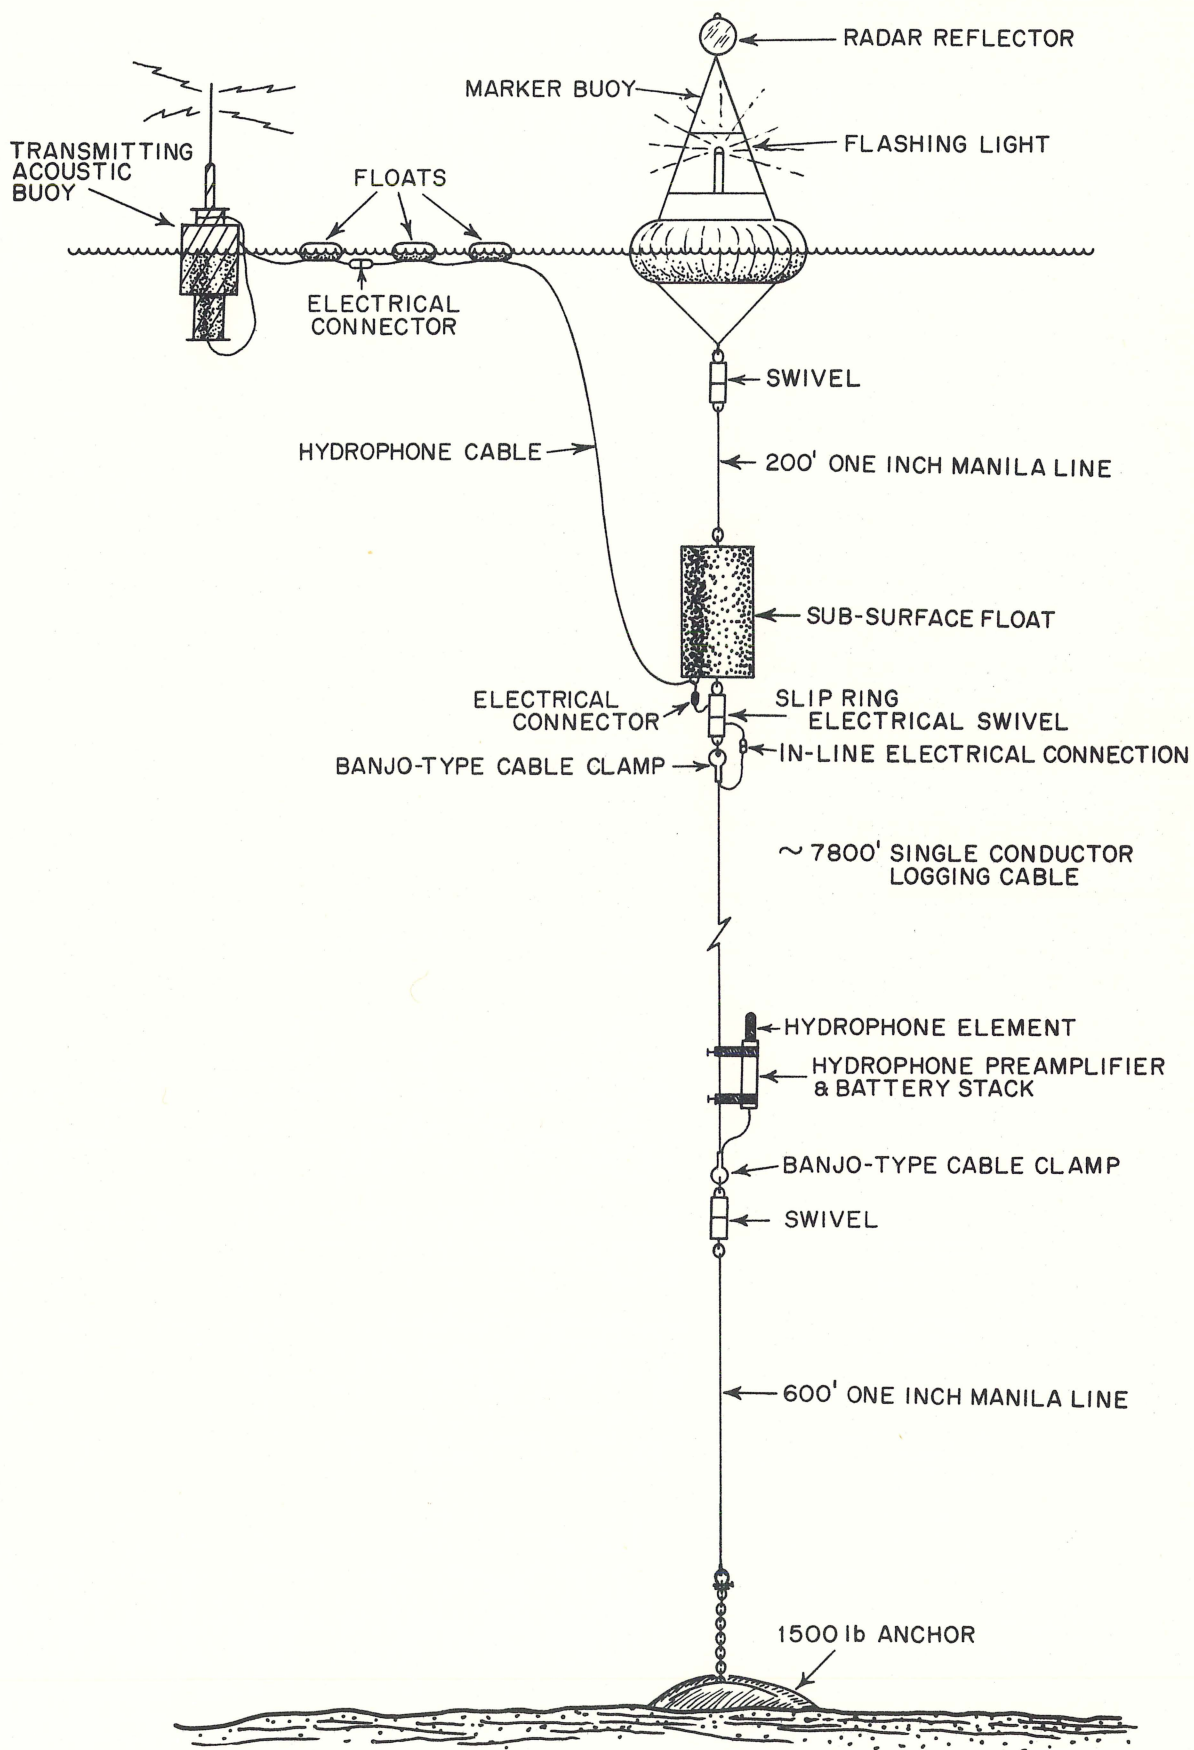 RADAR REFLECTOR
MARKER BUOY
FLASHING LIGHT
TRANSMITTING
ACOUSTIC
BUOY
FLOATS
ELECTRICAL
CONNECTOR
SWIVEL
HYDROPHONE CABLE
200' ONE INCH MANILA LINE
SUB-SURFACE FLOAT
ELECTRICAL
CONNECTOR
SLIP RING
ELECTRICAL SWIVEL
IN-LINE ELECTRICAL CONNECTION
BANJO-TYPE CABLE CLAMP
~ 7800' SINGLE CONDUCTOR
LOGGING CABLE
HYDROPHONE ELEMENT
HYDROPHONE PREAMPLIFIER
& BATTERY STACK
BANJO-TYPE CABLE CLAMP
SWIVEL
600' ONE INCH MANILA LINE
1500 lb ANCHOR